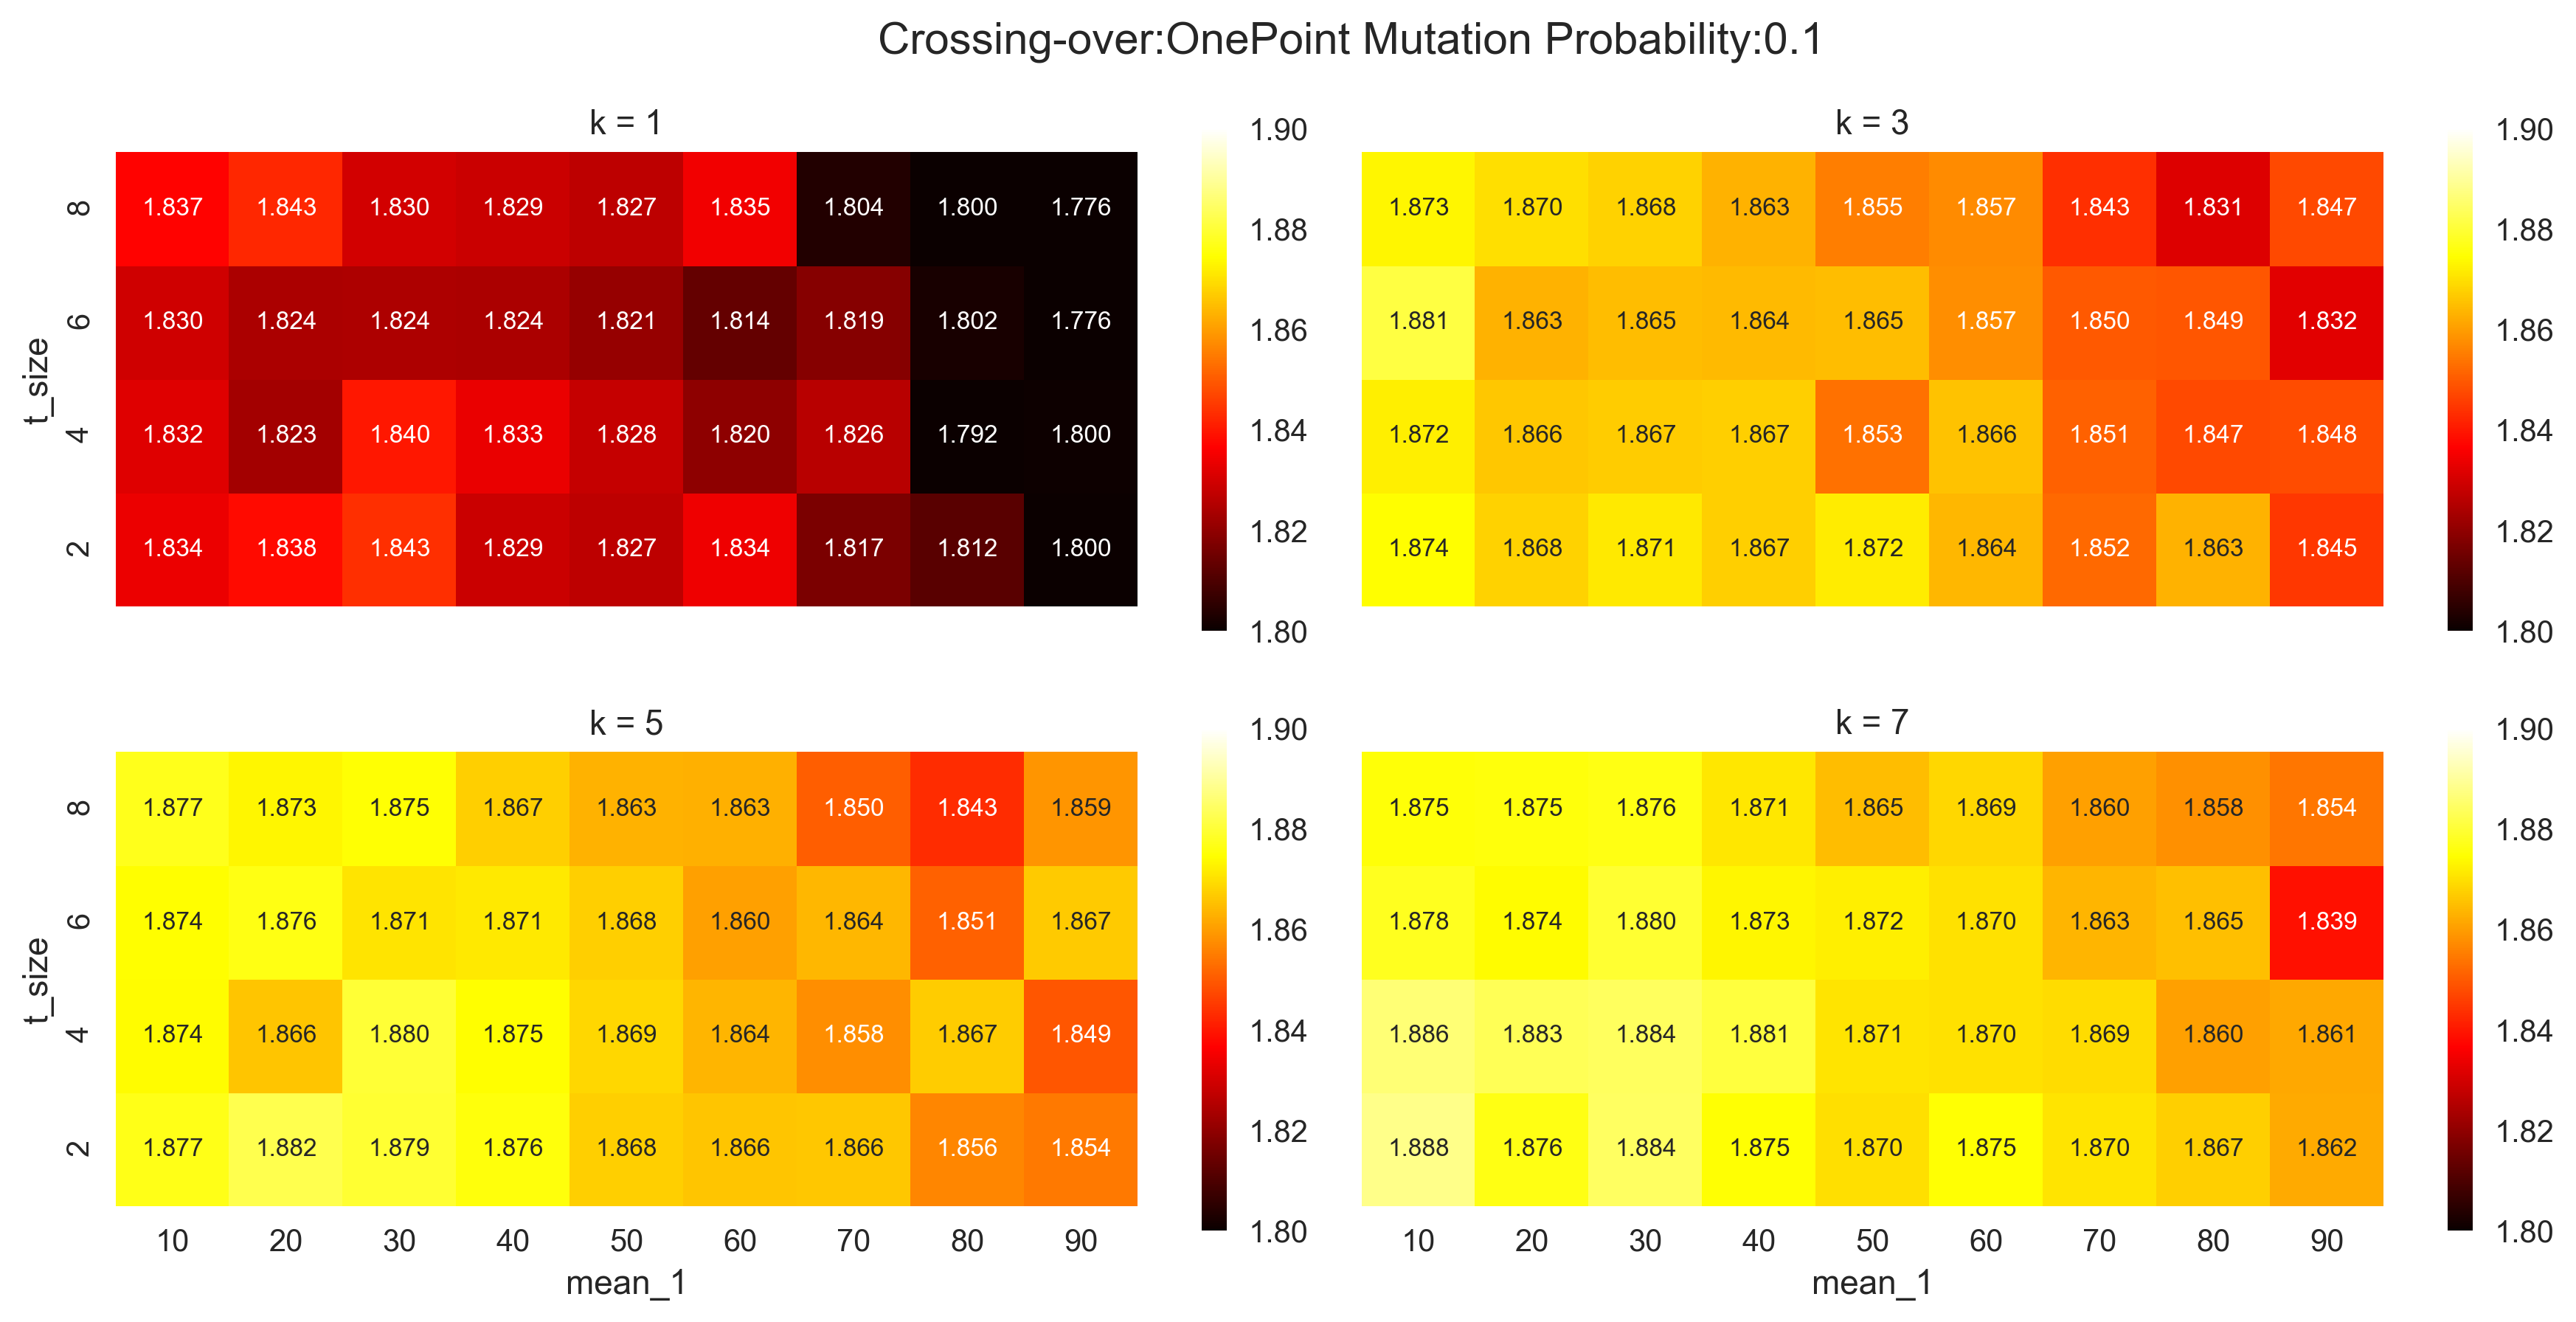 Crossing-over:OnePoint Mutation Probability:0.1
k = 1
t_size
8 1.837 1.843 1.830 1.829 1.827 1.835 1.804 1.800 1.776
6 1.830 1.824 1.824 1.824 1.821 1.814 1.819 1.802 1.776
4 1.832 1.823 1.840 1.833 1.828 1.820 1.826 1.792 1.800
2 1.834 1.838 1.843 1.829 1.827 1.834 1.817 1.812 1.800
1.90
1.88
1.86
1.84
1.82
1.80
k = 3
1.873 1.870 1.868 1.863 1.855 1.857 1.843 1.831 1.847
1.881 1.863 1.865 1.864 1.865 1.857 1.850 1.849 1.832
1.872 1.866 1.867 1.867 1.853 1.866 1.851 1.847 1.848
1.874 1.868 1.871 1.867 1.872 1.864 1.852 1.863 1.845
1.90
1.88
1.86
1.84
1.82
1.80
k = 5
t_size
8 1.877 1.873 1.875 1.867 1.863 1.863 1.850 1.843 1.859
6 1.874 1.876 1.871 1.871 1.868 1.860 1.864 1.851 1.867
4 1.874 1.866 1.880 1.875 1.869 1.864 1.858 1.867 1.849
2 1.877 1.882 1.879 1.876 1.868 1.866 1.866 1.856 1.854
10 20 30 40 50 60 70 80 90
mean_1
1.90
1.88
1.86
1.84
1.82
1.80
k = 7
1.875 1.875 1.876 1.871 1.865 1.869 1.860 1.858 1.854
1.878 1.874 1.880 1.873 1.872 1.870 1.863 1.865 1.839
1.886 1.883 1.884 1.881 1.871 1.870 1.869 1.860 1.861
1.888 1.876 1.884 1.875 1.870 1.875 1.870 1.867 1.862
10 20 30 40 50 60 70 80 90
mean_1
1.90
1.88
1.86
1.84
1.82
1.80